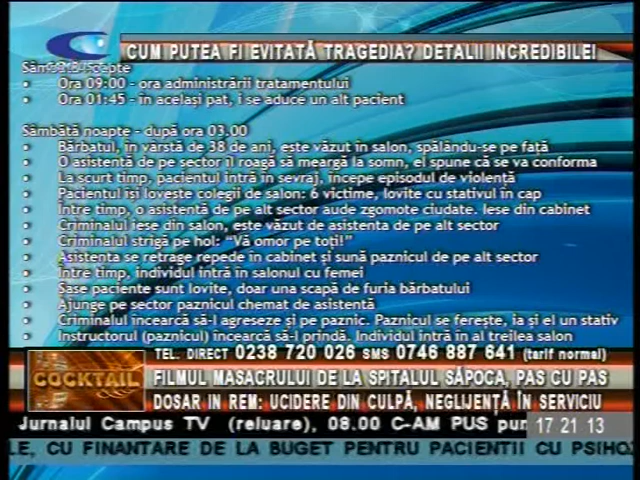 CUM PUTEA FI EVITATĂ TRAGEDIA? DETALII INCREDIBILE!
Sâmbătă noapte
Ora 09:00 - ora administrării tratamentului
Ora 01:45 - în același pat, i se aduce un alt pacient
Sâmbătă noapte - după ora 03.00
Bărbatul, în vârstă de 38 de ani, este văzut în salon, spălându-se pe față
O asistentă de pe sector îl roagă să meargă la somn, el spune că se va conforma
La scurt timp, pacientul intră în sevraj, începe episodul de violență
Pacientul își lovește colegii de salon: 6 victime, lovite cu stativul în cap
Între timp, o asistentă de pe alt sector aude zgomote ciudate. Iese din cabinet
Criminalul iese din salon, este văzut de asistenta de pe alt sector
Criminalul strigă pe hol: “Vă omor pe toți!”
Asistenta se retrage repede în cabinet și sună paznicul de pe alt sector
Între timp, individul intră în salonul cu femei
Șase paciente sunt lovite, doar una scapă de furia bărbatului
Ajunge pe sector paznicul chemat de asistentă
Criminalul încearcă să-l agreseze și pe paznic. Paznicul se ferește, ia și el un stativ
Instructorul (paznicul) încearcă să-l prindă. Individul intră în al treilea salon
TEL. DIRECT 0238 720 026 SMS 0746 887 641 (tarif normal)
COCKTAIL
FILMUL MASACRULUI DE LA SPITALUL SĂPOCA, PAS CU PAS
DOSAR IN REM: UCIDERE DIN CULPĂ, NEGLIJENȚĂ ÎN SERVICIU
Jurnalul Campus TV (reluare), 08.00 C-AM PUS pun
17 21 13
LE, CU FINANTARE DE LA BUGET PENTRU PACIENTII CU PSIHOZ